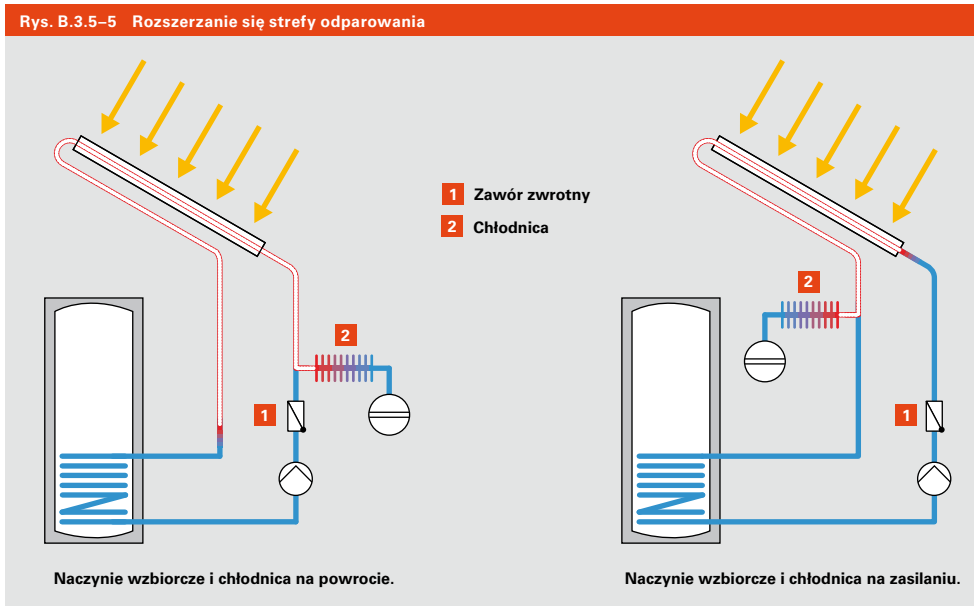 Rys. B.3.5–5 Rozszerzanie się strefy odparowania
1 Zawór zwrotny
2 Chłodnica
2
1
2
1
Naczynie wzbiorcze i chłodnica na powrocie.
Naczynie wzbiorcze i chłodnica na zasilaniu.